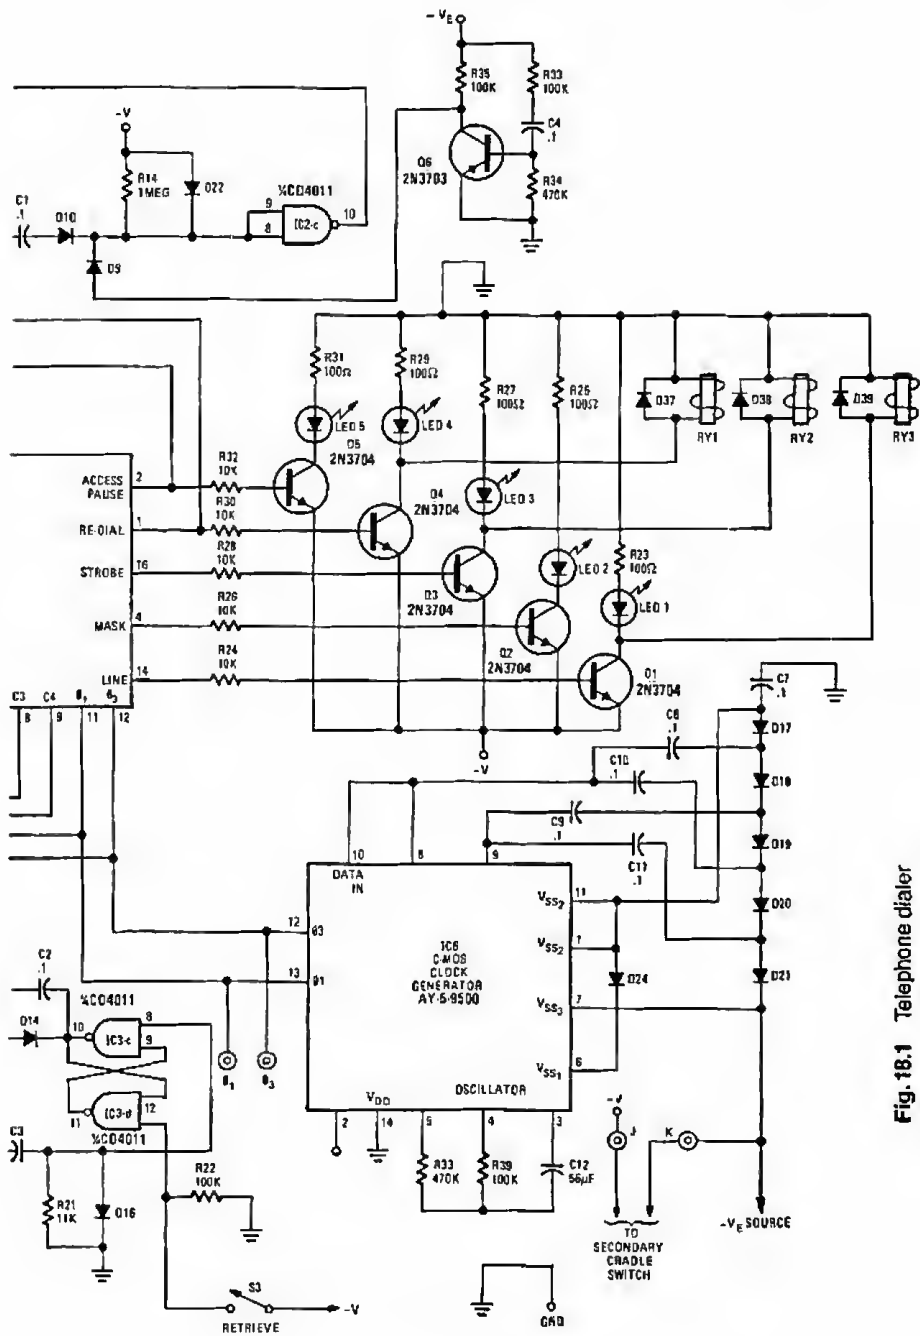 -VE
R35
100K
R33
100K
C4
.1
Q6
2N3703
R34
470K
-V
R14
1MEG
D22
¼CD4011
C1
.1
D10
9
8
IC2-c
10
D9
R31
100Ω
R29
100Ω
R27
100Ω
R25
100Ω
D37
D38
D39
RY1
RY2
RY3
LED 5
LED 4
Q5
2N3704
LED 3
R32
10K
ACCESS
PAUSE
2
Q4
2N3704
R30
10K
RE-DIAL
1
R28
10K
STROBE
16
Q3
2N3704
LED 2
R23
100Ω
LED 1
R26
10K
MASK
4
Q2
2N3704
R24
10K
LINE
14
Q1
2N3704
C3
C4
θ1
θ3
8
9
11
12
-V
C7
.1
D17
C8
.1
C10
.1
D18
C9
.1
D19
C11
.1
10
8
9
DATA
IN
VSS2
11
D20
12
θ3
IC6
C-MOS
CLOCK
GENERATOR
AY-5-9500
VSS2
1
D24
D21
13
θ1
VSS3
7
VSS1
6
C2
.1
¼CD4011
D14
10
IC3-c
8
9
θ1
θ3
OSCILLATOR
VDD
11
IC3-d
12
¼CD4011
2
14
5
4
3
-V
J
K
C3
R22
100K
R33
470K
R39
100K
C12
56µF
R21
11K
D16
TO
SECONDARY
CRADLE
SWITCH
-VE SOURCE
S3
-V
RETRIEVE
GND
Fig. 18.1 Telephone dialer